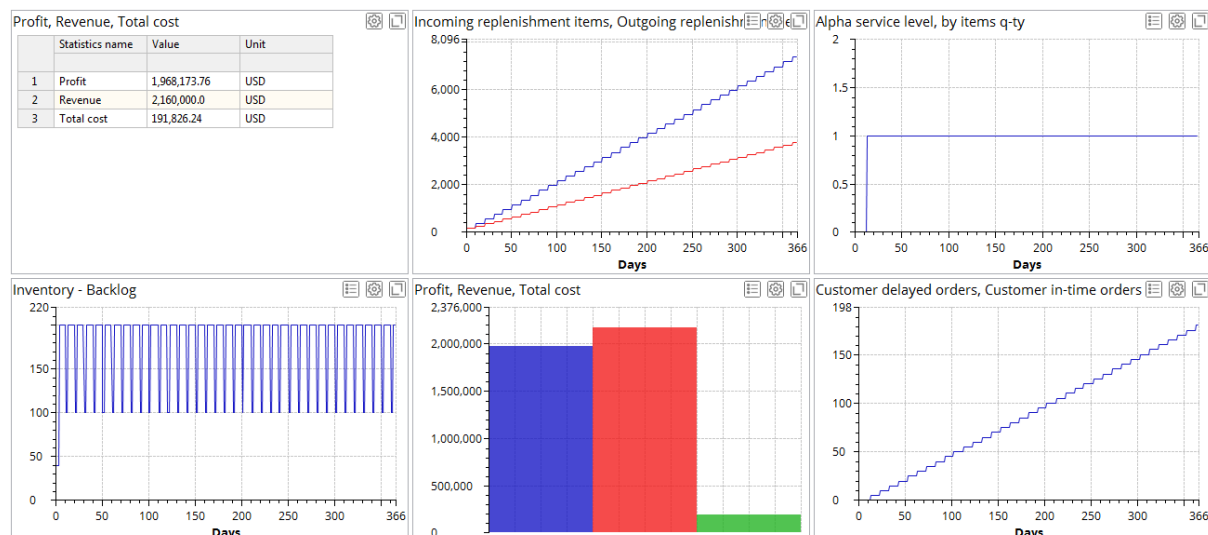 Profit, Revenue, Total cost
Statistics name Value Unit
1 Profit 1,968,173.76 USD
2 Revenue 2,160,000.0 USD
3 Total cost 191,826.24 USD
Incoming replenishment items, Outgoing
8,096
6,000
4,000
2,000
0
0 50 100 150 200 250 300 366
Days
Alpha service level, by items q-ty
2
1.5
1
0.5
0
0 50 100 150 200 250 300 366
Days
Inventory - Backlog
220
150
100
50
0
0 50 100 150 200 250 300 366
Days
Profit, Revenue, Total cost
2,376,000
2,000,000
1,500,000
1,000,000
500,000
0
Customer delayed orders, Customer in-time orders
198
150
100
50
0
0 50 100 150 200 250 300 366
Days